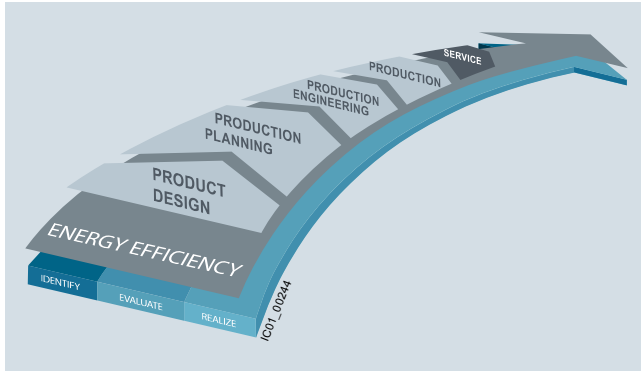 SERVICE
PRODUCTION
PRODUCTION
ENGINEERING
PRODUCTION
PLANNING
PRODUCT
DESIGN
ENERGY EFFICIENCY
IDENTIFY
EVALUATE
REALIZE
IC01_00244